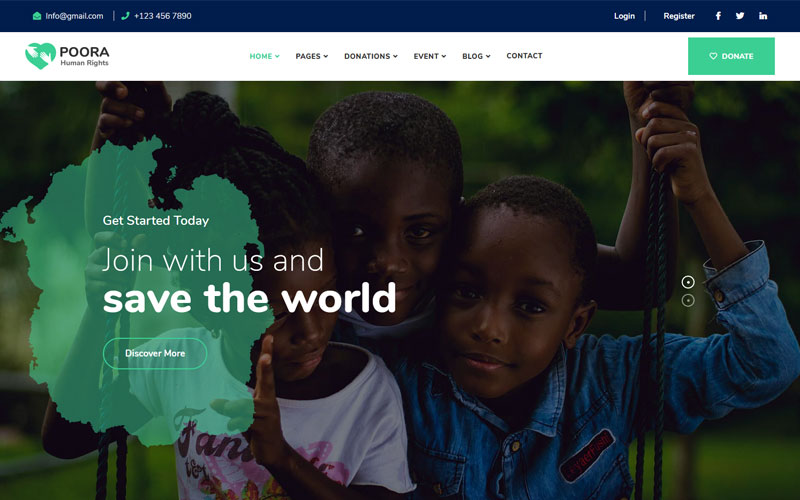 Info@gmail.com +123 456 7890 Login Register
POORA
Human Rights
HOME PAGES DONATIONS EVENT BLOG CONTACT
DONATE
Get Started Today
Join with us and
save the world
Discover More